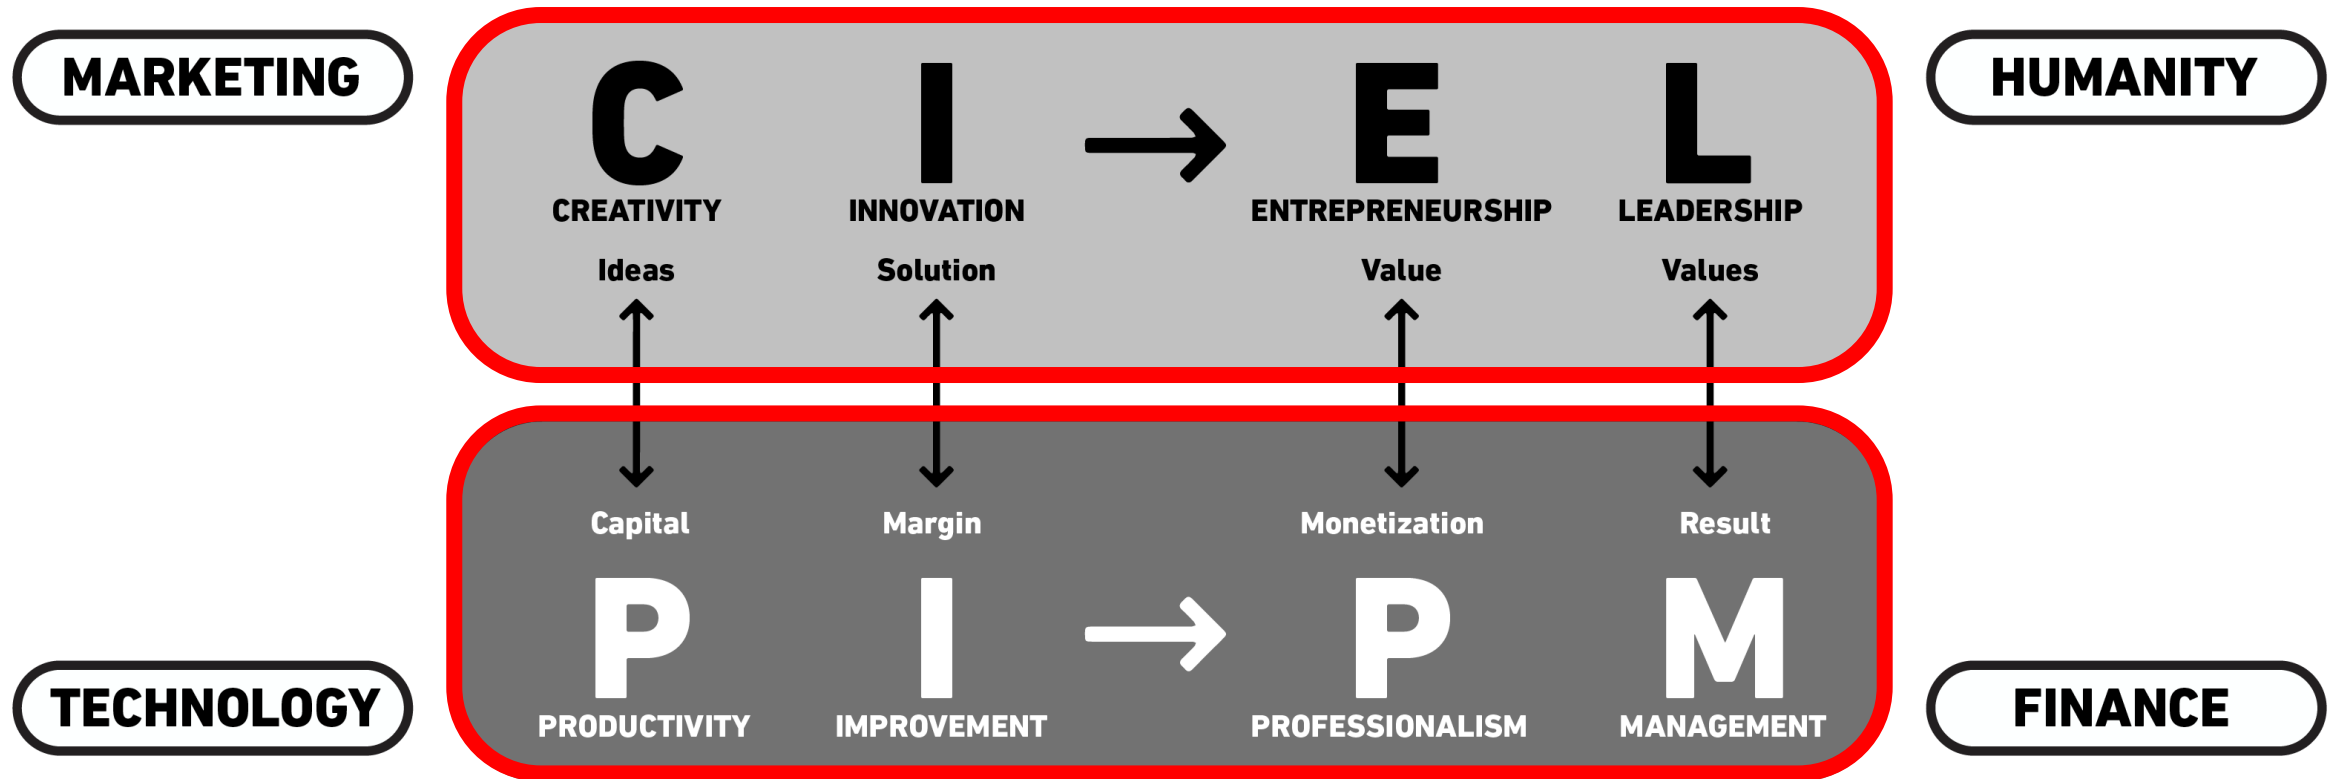 MARKETING
HUMANITY
C I E L
CREATIVITY INNOVATION ENTREPRENEURSHIP LEADERSHIP
Ideas Solution Value Values
Capital Margin Monetization Result
P I P M
PRODUCTIVITY IMPROVEMENT PROFESSIONALISM MANAGEMENT
TECHNOLOGY
FINANCE